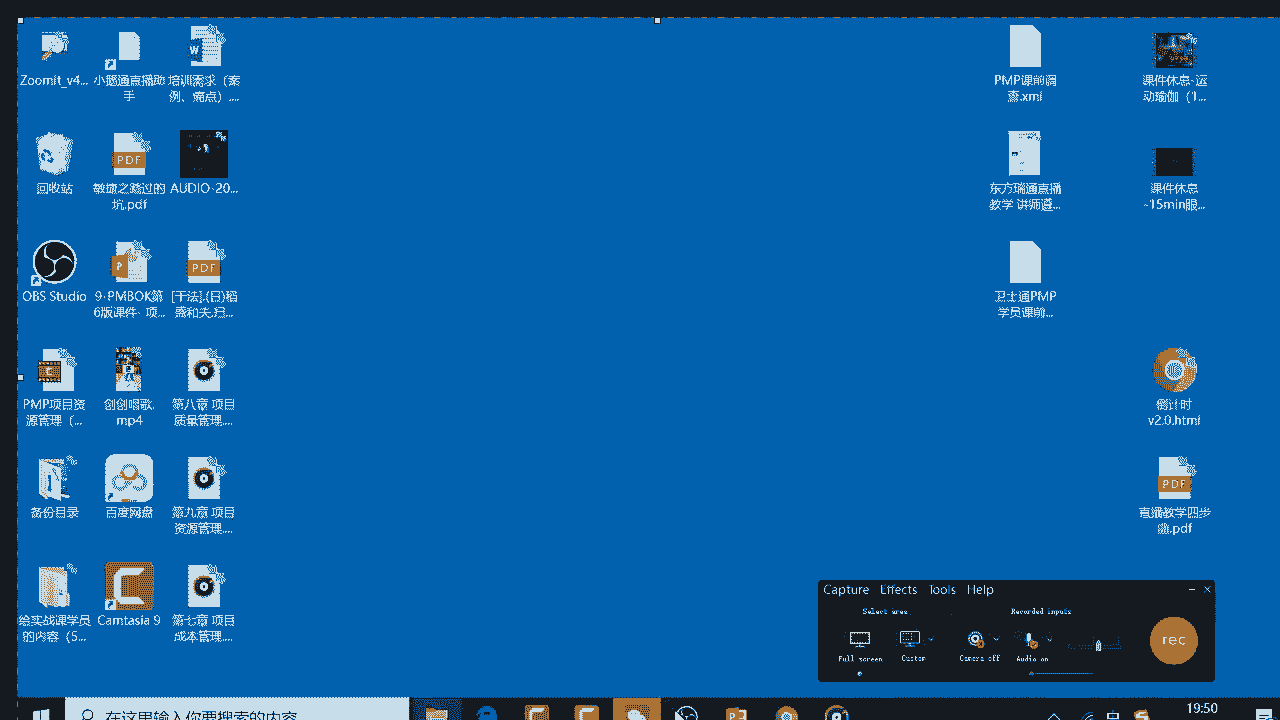 Zoomit_v4...
小鹅通直播助
手
培训需求（案
例、痛点）....
PMP课前调
查.xml
课件休息-运
动瑜伽（1...
PDF
回收站
敏捷之路过的
坑.pdf
AUDIO-20...
东方瑞通直播
教学 讲师遵...
课件休息
-15min眼...
PDF
OBS Studio
9-PMBOK第
6版课件- 项...
[干法].(日)稻
盛和夫.扫...
卫士通PMP
学员课前...
PMP项目资
源管理（...
创创唱歌.
mp4
第八章 项目
质量管理....
倒计时
v2.0.html
PDF
备份目录
百度网盘
第九章 项目
资源管理....
直播教学四步
.pdf
给实战课学员
的内容（5...
Camtasia 9
第七章 项目
成本管理....
Capture Effects Tools Help
Select area
Recorded inputs
rec
Full screen
Custom
Camera off
Audio on
在这里输入你要搜索的内容
中
19:50